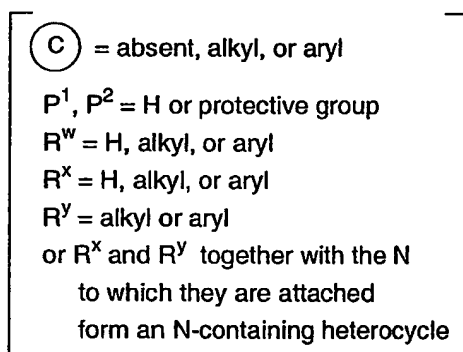 C = absent, alkyl, or aryl
P¹, P² = H or protective group
Rʷ = H, alkyl, or aryl
Rˣ = H, alkyl, or aryl
Rʸ = alkyl or aryl
or Rˣ and Rʸ together with the N
to which they are attached
form an N-containing heterocycle